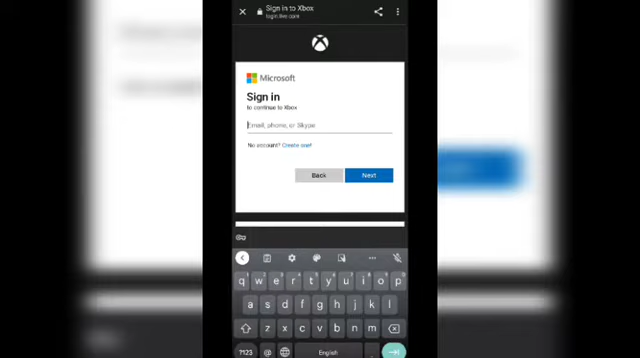 Sign in to Xbox
login.live.com
Microsoft
Sign in
to continue to Xbox
Email, phone, or Skype
No account? Create one!
Back Next
q w e r t y u i o p
a s d f g h j k l
z x c v b n m
?123 @ English